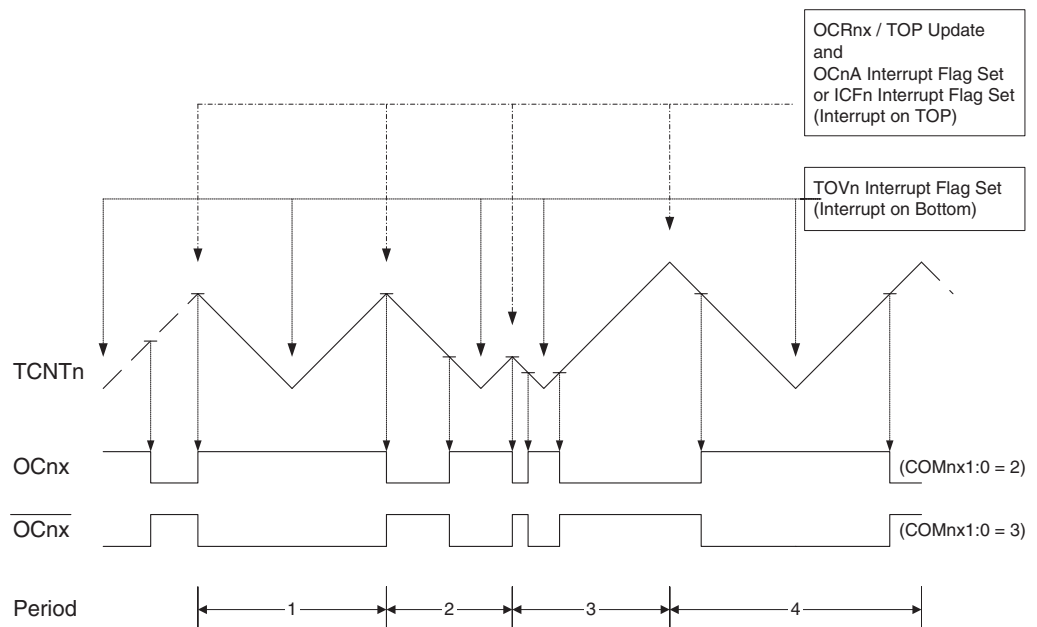 OCRnx / TOP Update
and
OCnA Interrupt Flag Set
or ICFn Interrupt Flag Set
(Interrupt on TOP)
TOVn Interrupt Flag Set
(Interrupt on Bottom)
TCNTn
OCnx
(COMnx1:0 = 2)
OCnx
(COMnx1:0 = 3)
Period
1
2
3
4